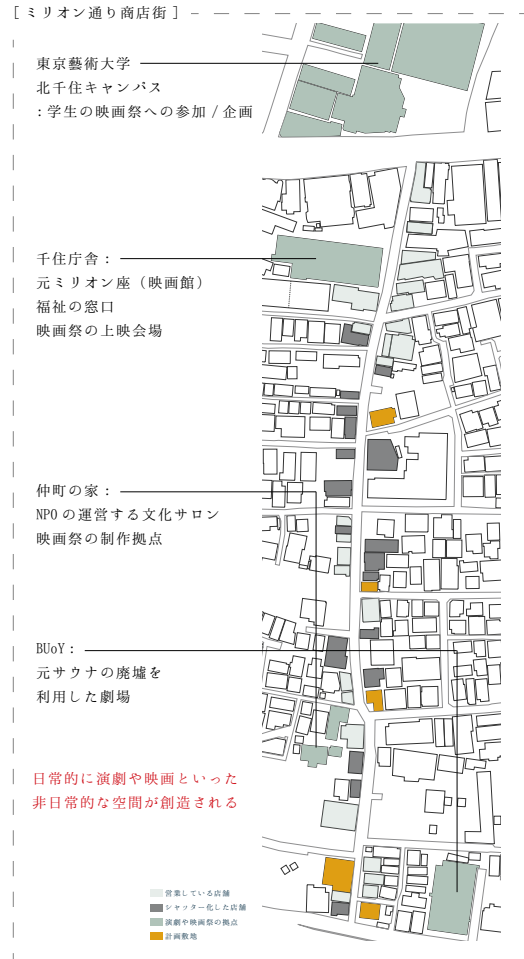 [ ミリオン通り商店街 ]
東京藝術大学
北千住キャンパス
: 学生の映画祭への参加 / 企画
千住庁舎 :
元ミリオン座（映画館）
福祉の窓口
映画祭の上映会場
仲町の家 :
NPO の運営する文化サロン
映画祭の制作拠点
BUoY :
元サウナの廃墟を
利用した劇場
日常的に演劇や映画といった
非日常的な空間が創造される
営業している店舗
シャッター化した店舗
演劇や映画祭の拠点
計画敷地